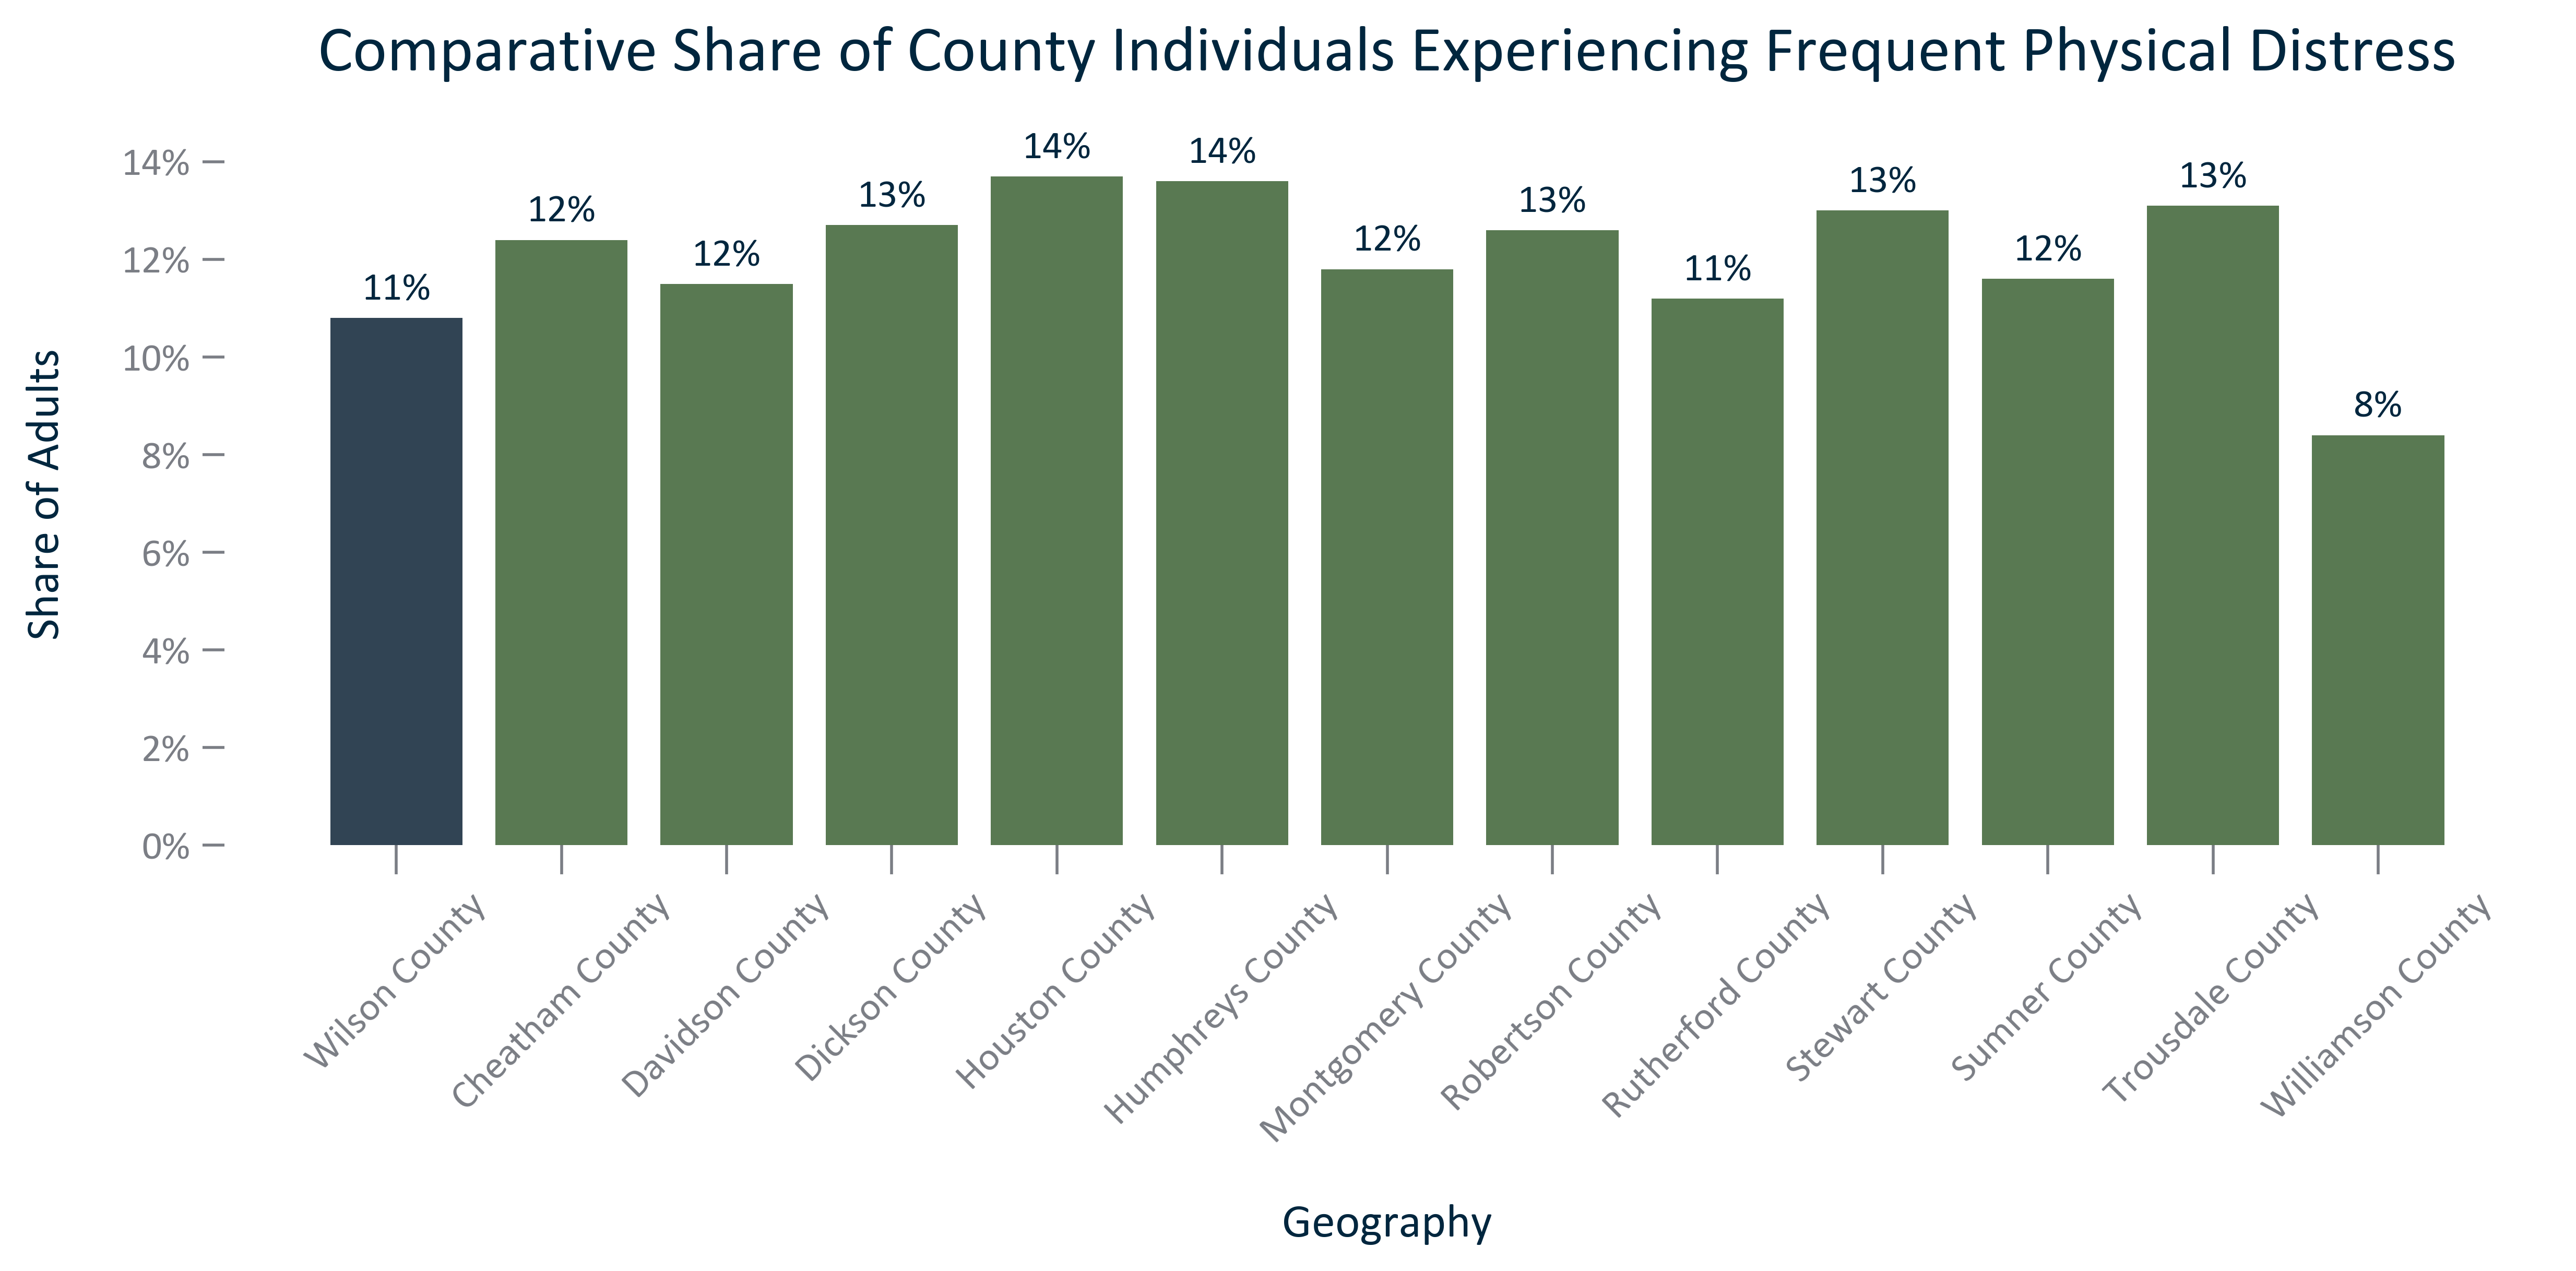 Comparative Share of County Individuals Experiencing Frequent Physical Distress
Share of Adults
14%
12%
10%
8%
6%
4%
2%
0%
11%
12%
12%
13%
14%
14%
12%
13%
11%
13%
12%
13%
8%
Wilson County
Cheatham County
Davidson County
Dickson County
Houston County
Humphreys County
Montgomery County
Robertson County
Rutherford County
Stewart County
Sumner County
Trousdale County
Williamson County
Geography